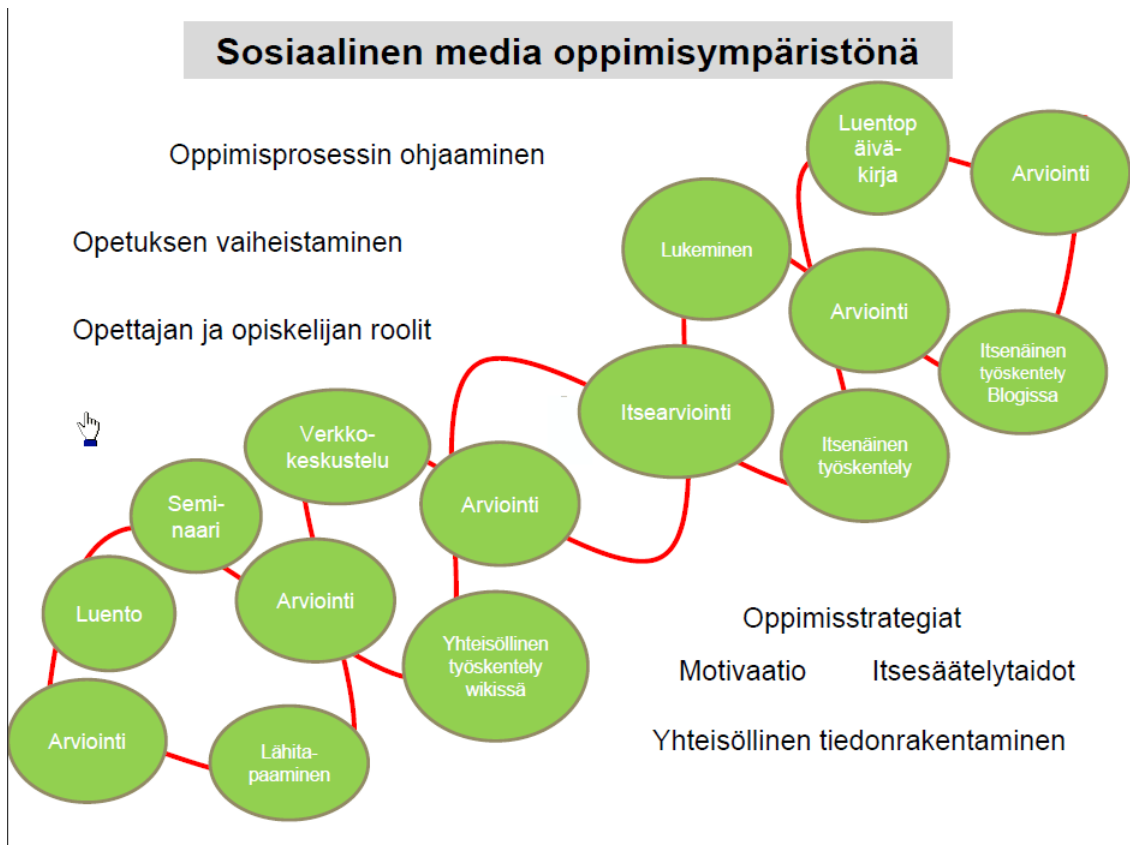 Sosiaalinen media oppimisympäristönä
Oppimisprosessin ohjaaminen
Opetuksen vaiheistaminen
Opettajan ja opiskelijan roolit
Luentop
äivä-
kirja
Arviointi
Lukeminen
Arviointi
Itsenäinen
työskentely
Blogissa
Itsearviointi
Itsenäinen
työskentely
Verkko-
keskustelu
Arviointi
Semi-
naari
Luento
Arviointi
Yhteisöllinen
työskentely
wikissä
Arviointi
Lähita-
paaminen
Oppimisstrategiat
Motivaatio
Itsesäätelytaidot
Yhteisöllinen tiedonrakentaminen